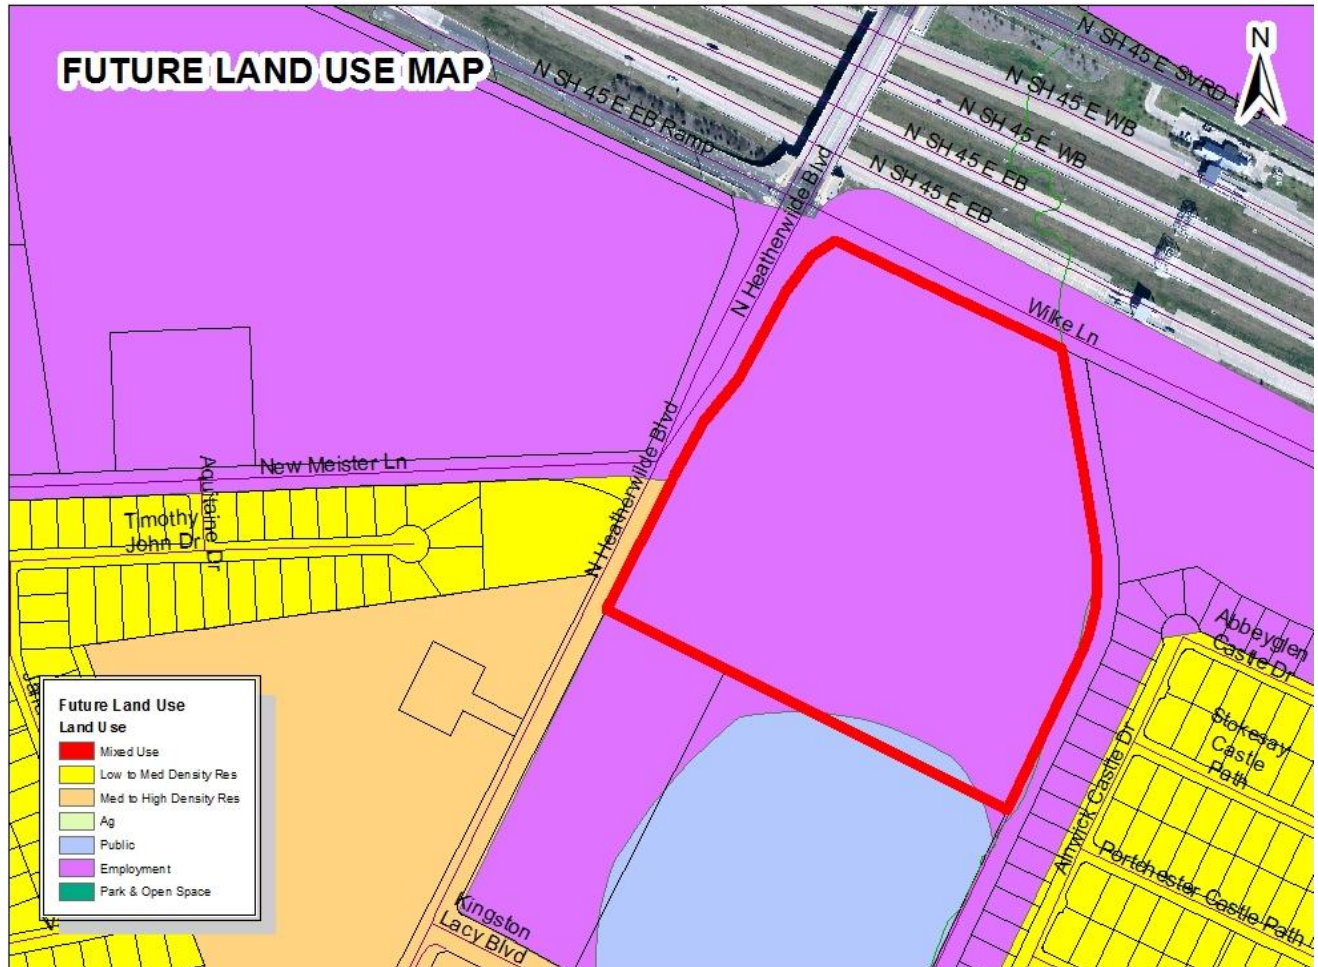 FUTURE LAND USE MAP
N
N SH 45 E SVRD
N SH 45 E WB
N SH 45 E WB
N SH 45 E EB
N SH 45 E EB
N SH 45 E EB Ramp
N Heatherwilde Blvd
Wilke Ln
N Heatherwilde Blvd
New Meister Ln
Aquitaine Dr
Timothy
John Dr
N Heatherwilde Blvd
Abbeyglen
Castle Dr
Stokesay
Castle
Path
Alnwick Castle Dr
Portchester Castle Path
Kingston
Lacy Blvd
Future Land Use
Land Use
Mixed Use
Low to Med Density Res
Med to High Density Res
Ag
Public
Employment
Park & Open Space